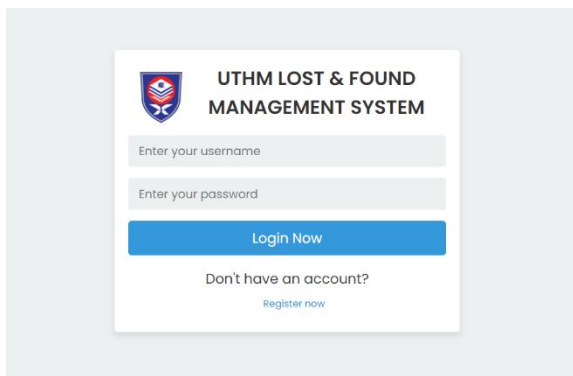 UTHM LOST & FOUND
MANAGEMENT SYSTEM
Enter your username
Enter your password
Login Now
Don't have an account?
Register now